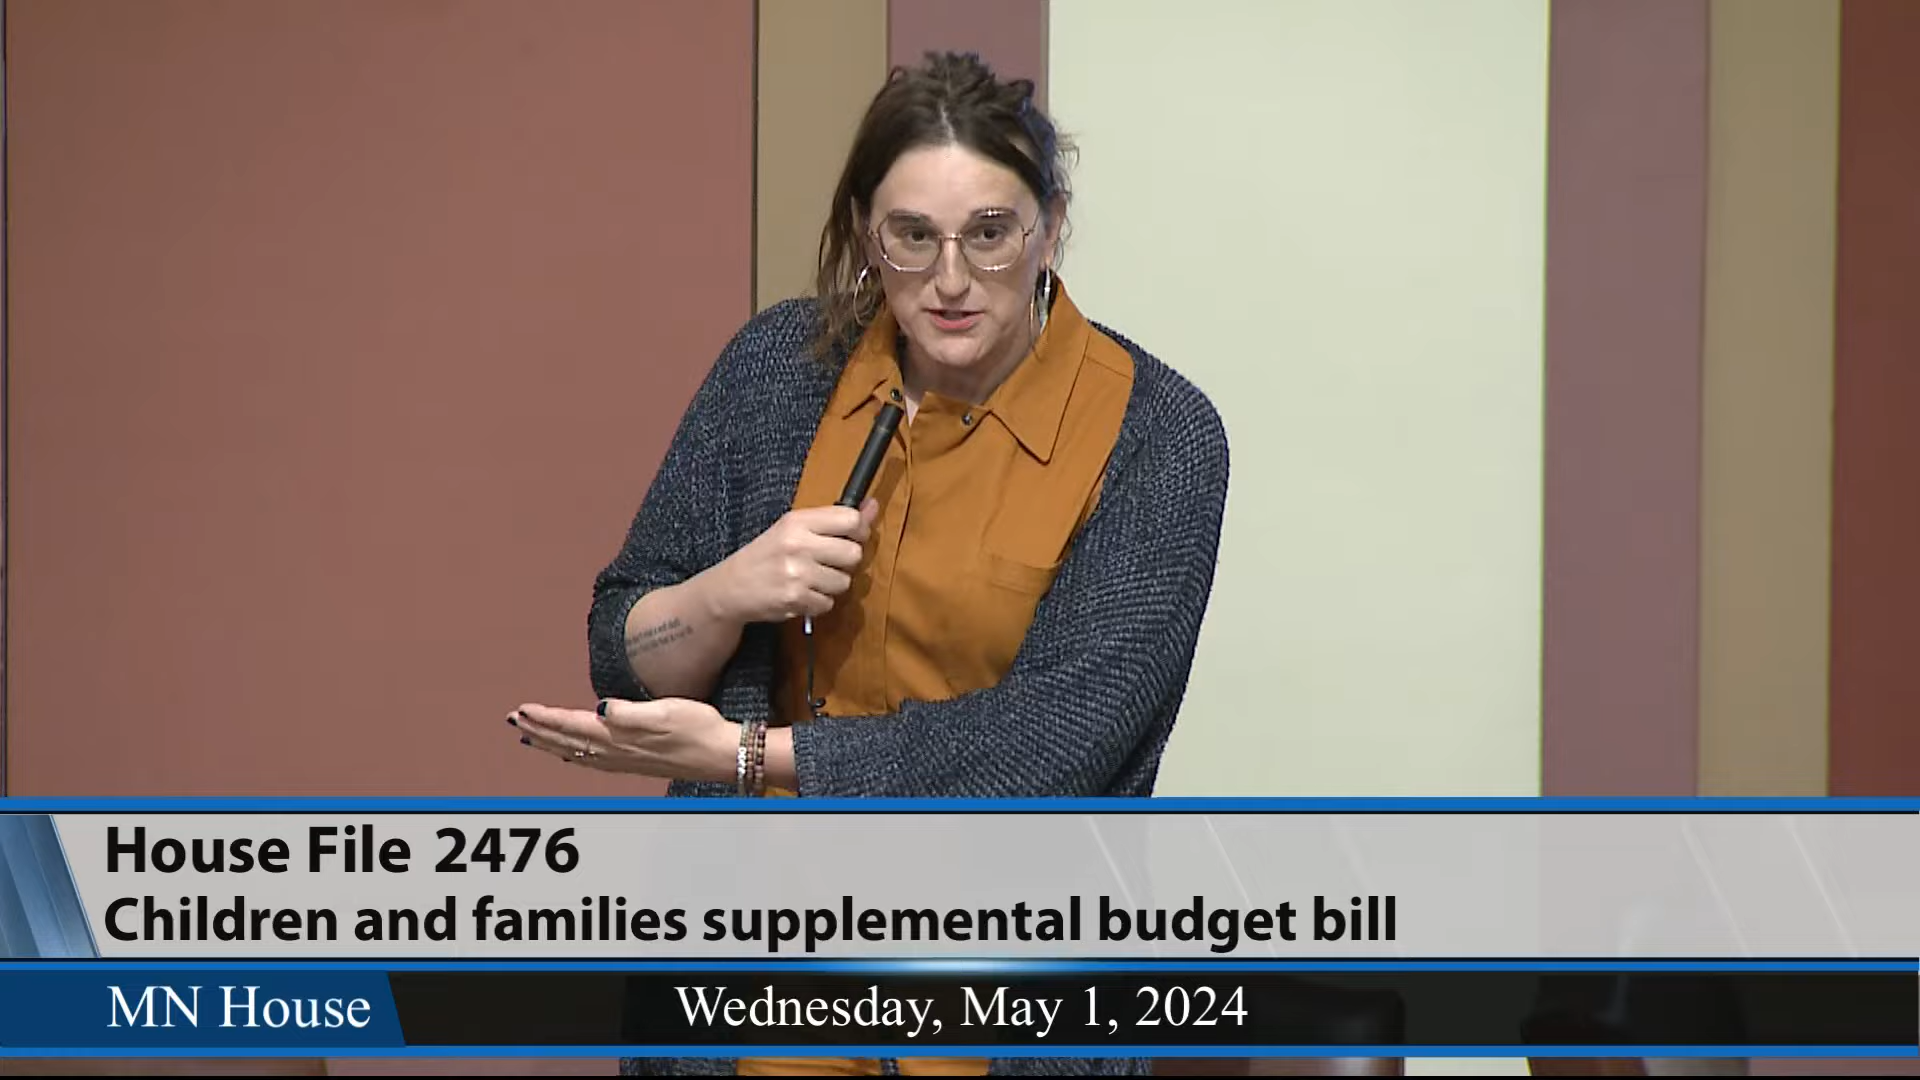 House File 2476
Children and families supplemental budget bill
MN House
Wednesday, May 1, 2024